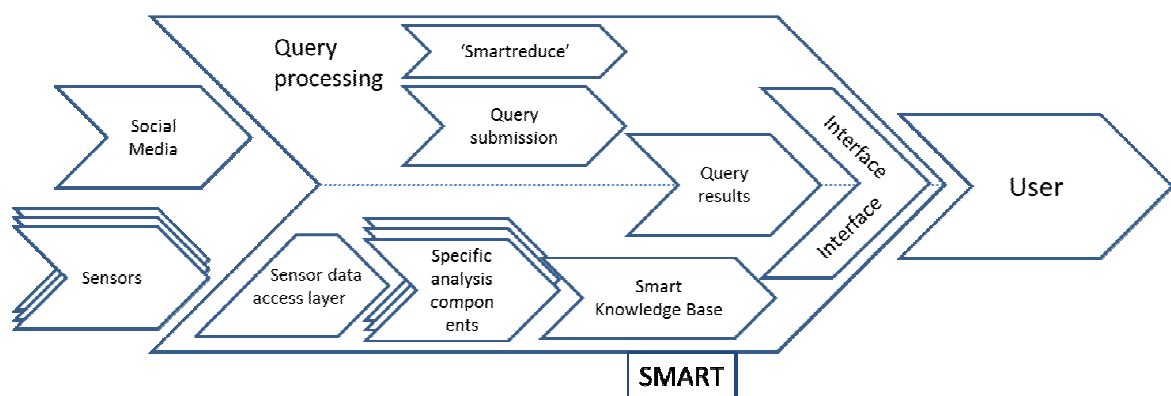 Query
processing
'Smartreduce'
Social
Media
Query
submission
Query
results
Interface
Interface
User
Sensors
Sensor data
access layer
Specific
analysis
compon
ents
Smart
Knowledge Base
SMART